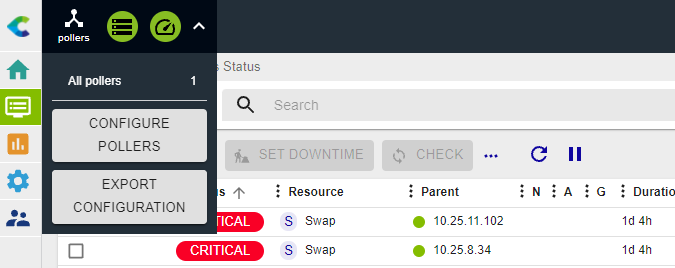 pollers
All pollers 1
CONFIGURE
POLLERS
EXPORT
CONFIGURATION
Status
Search
SET DOWNTIME CHECK ...
Resource Parent N A G Duratio
CRITICAL S Swap 10.25.11.102 1d 4h
CRITICAL S Swap 10.25.8.34 1d 4h